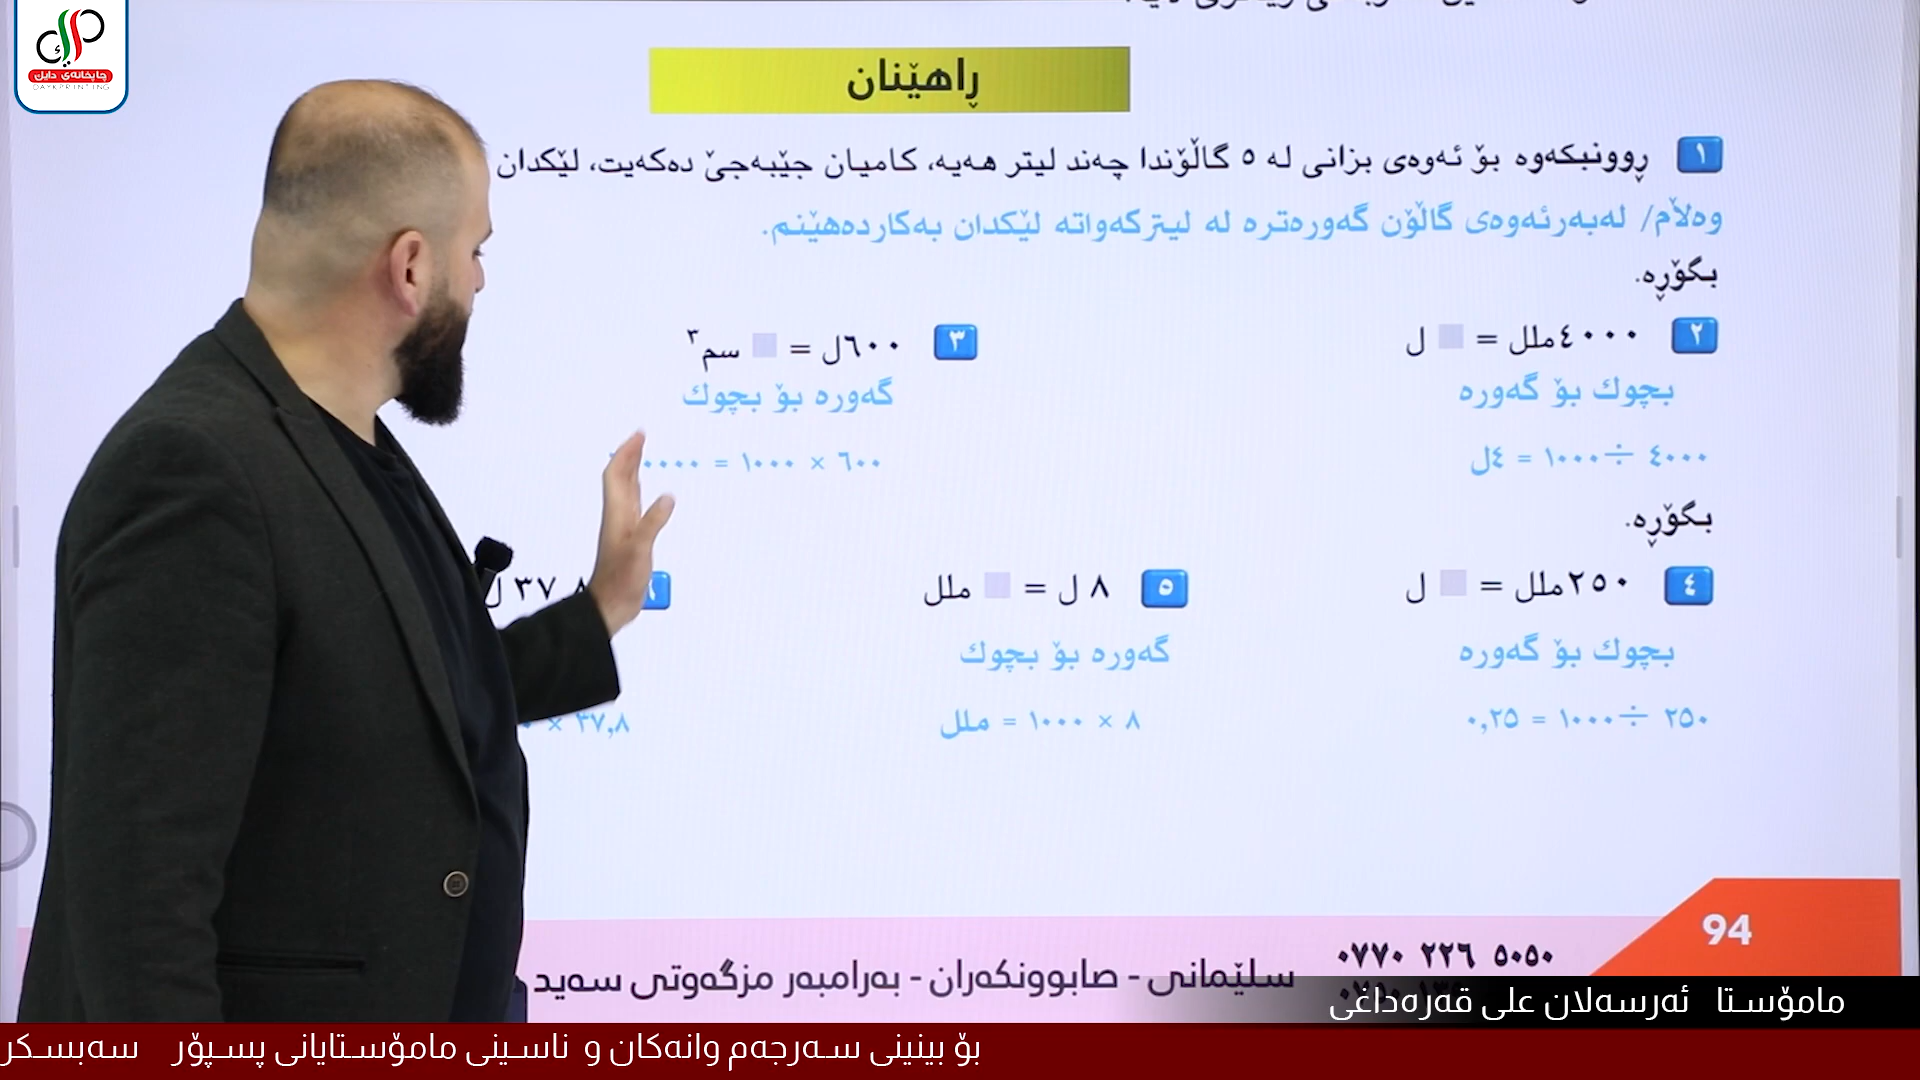 چاپخانەی دایك
DAYKPRINTING
ڕاهێنان
١ ڕوونبکەوە بۆ ئەوەی بزانی لە ٥ گاڵۆندا چەند لیتر هەیە، کامیان جێبەجێ دەکەیت، لێکدان
وەڵام/ لەبەرئەوەی گاڵۆن گەورەترە لە لیترکەواتە لێکدان بەکاردەهێنم.
بگۆڕە.
٢ ٤٠٠٠ملل = ل
٣ ٦٠٠ل = سم٣
بچوك بۆ گەورە
گەورە بۆ بچوك
٤٠٠٠ ÷ ١٠٠٠ = ٤ل
٦٠٠ × ١٠٠٠ =
بگۆڕە.
٤ ٢٥٠ملل = ل
٥ ٨ ل = ملل
٣٧,٨ ل
بچوك بۆ گەورە
گەورە بۆ بچوك
٢٥٠ ÷ ١٠٠٠ = ٠,٢٥
٨ × ١٠٠٠ = ملل
٣٧,٨ ×
94
٠٧٧٠ ٢٢٦ ٥٠٥٠
سلێمانی - صابوونکەران - بەرامبەر مزگەوتی سەید
مامۆستا ئەرسەلان علی قەرەداغی
بۆ بینینی سەرجەم وانەکان و ناسینی مامۆستایانی پسپۆر سەبسکر